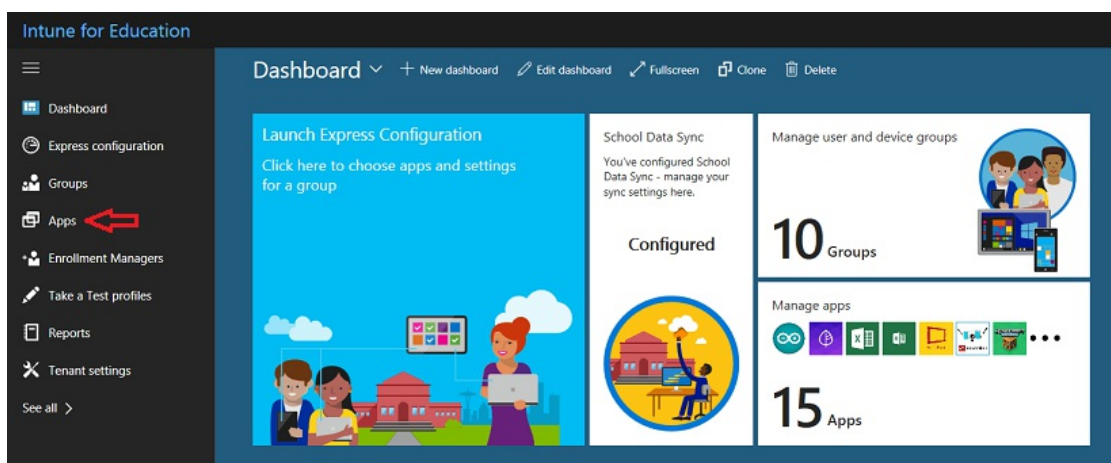 Intune for Education
Dashboard
Express configuration
Groups
Apps
Enrollment Managers
Take a Test profiles
Reports
Tenant settings
See all >
Dashboard
+ New dashboard
Edit dashboard
Fullscreen
Clone
Delete
Launch Express Configuration
Click here to choose apps and settings
for a group
School Data Sync
You've configured School
Data Sync - manage your
sync settings here.
Configured
Manage user and device groups
10 Groups
Manage apps
15 Apps